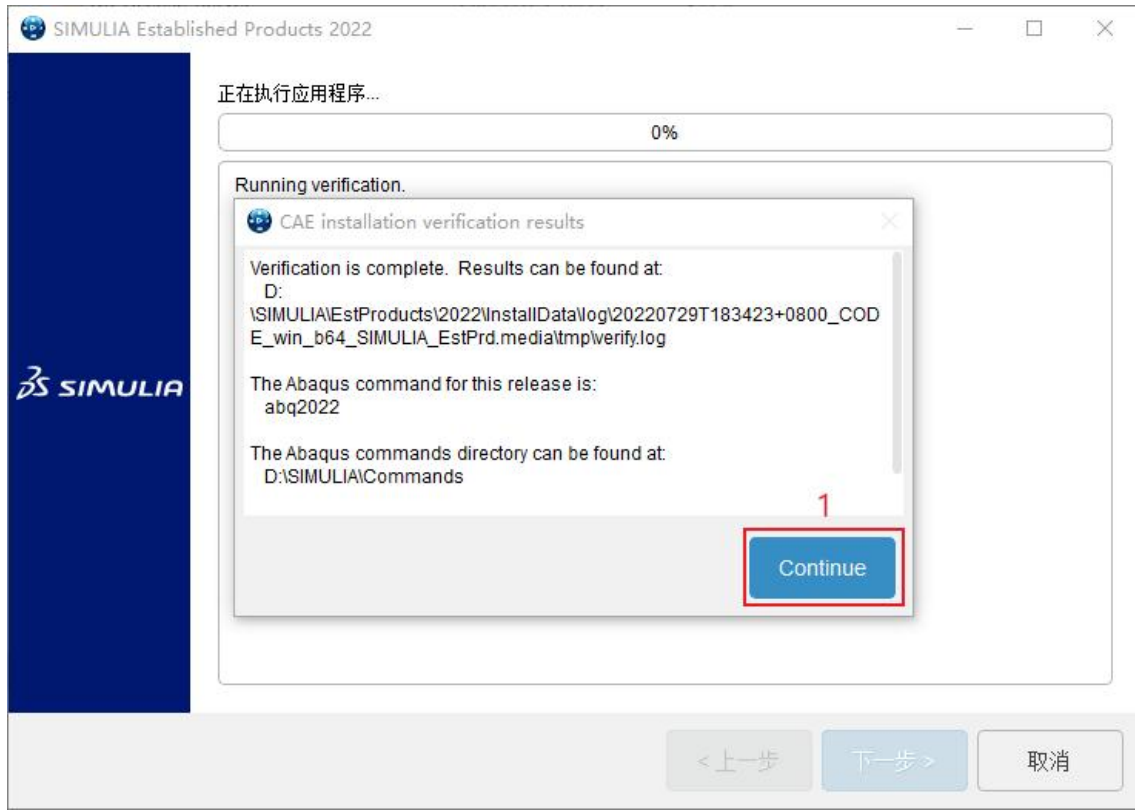 SIMULIA Established Products 2022
正在执行应用程序...
0%
Running verification.
CAE installation verification results
Verification is complete.  Results can be found at:
D:
\SIMULIA\EstProducts\2022\InstallData\log\20220729T183423+0800_COD
E_win_b64_SIMULIA_EstPrd.media\tmp\verify.log
The Abaqus command for this release is:
abq2022
The Abaqus commands directory can be found at:
D:\SIMULIA\Commands
1
Continue
SIMULIA
<上一步
下一步>
取消